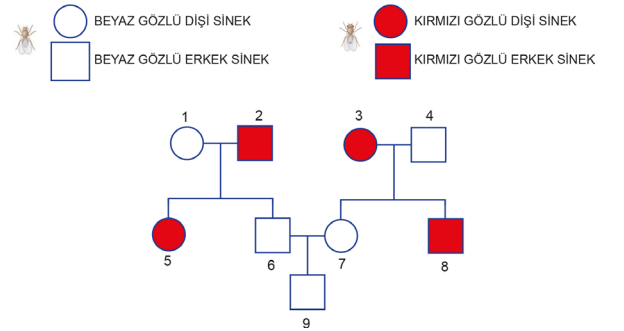 BEYAZ GÖZLÜ DİŞİ SİNEK
KIRMIZI GÖZLÜ DİŞİ SİNEK
BEYAZ GÖZLÜ ERKEK SİNEK
KIRMIZI GÖZLÜ ERKEK SİNEK
1 2 3 4
5 6 7 8
9